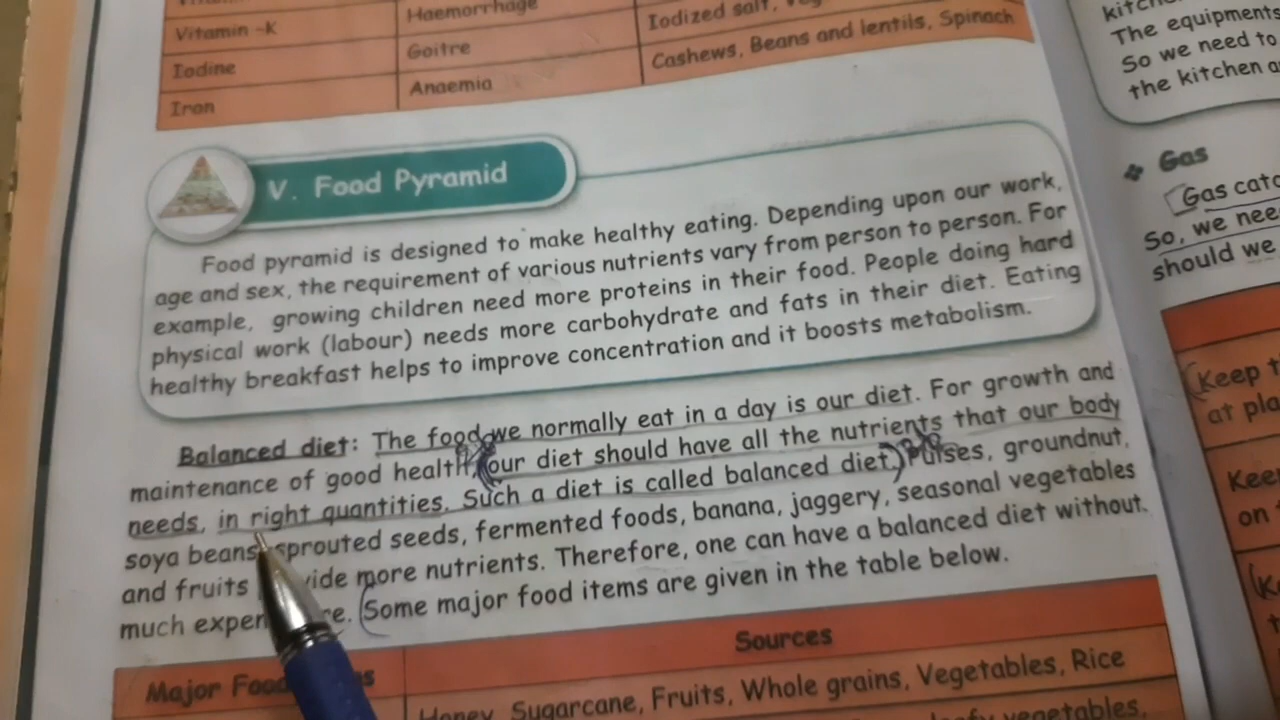 Vitamin -K
Haemorrhage
Iodized salt,
Iodine
Goitre
Cashews, Beans and lentils, Spinach
Iron
Anaemia
V. Food Pyramid
Food pyramid is designed to make healthy eating. Depending upon our work,
age and sex, the requirement of various nutrients vary from person to person. For
example, growing children need more proteins in their food. People doing hard
physical work (labour) needs more carbohydrate and fats in their diet. Eating
healthy breakfast helps to improve concentration and it boosts metabolism.
Balanced diet: The food we normally eat in a day is our diet. For growth and
maintenance of good health, our diet should have all the nutrients that our body
needs, in right quantities. Such a diet is called balanced diet. Pulses, groundnut,
soya beans, sprouted seeds, fermented foods, banana, jaggery, seasonal vegetables
and fruits more nutrients. Therefore, one can have a balanced diet without
much Some major food items are given in the table below.
Major
Sources
Honey, Sugarcane, Fruits, Whole grains, Vegetables, Rice
vegetables,
The equipments
So we need to
the kitchen
Gas
Gas
So, we need
should we
Keep
at
Keep
on